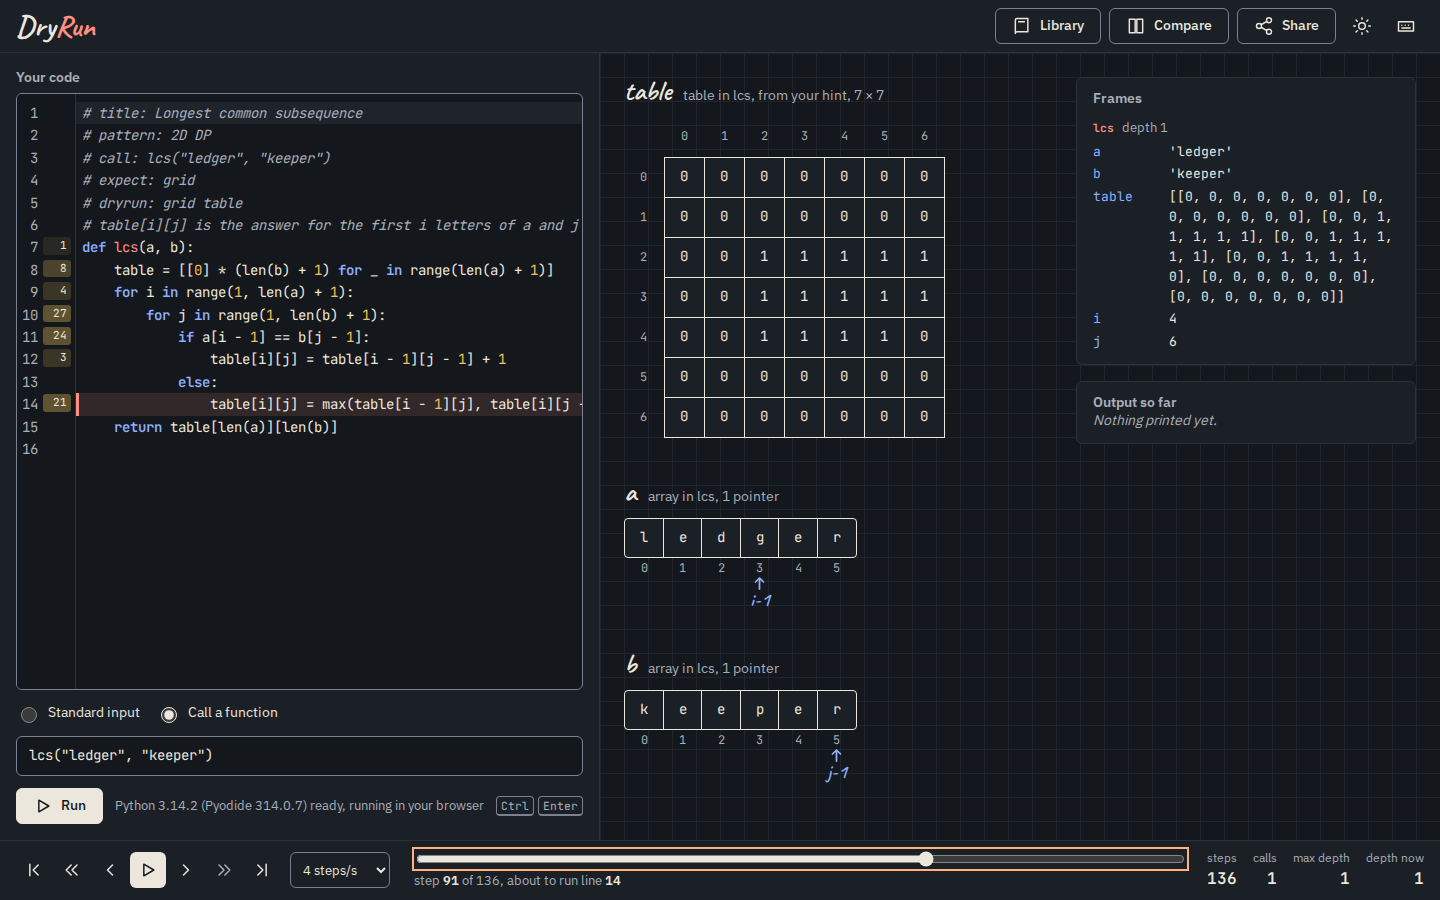 DryRun
Library
Compare
Share
Your code
1 # title: Longest common subsequence
2 # pattern: 2D DP
3 # call: lcs("ledger", "keeper")
4 # expect: grid
5 # dryrun: grid table
6 # table[i][j] is the answer for the first i letters of a and j
7 1 def lcs(a, b):
8 8 table = [[0] * (len(b) + 1) for _ in range(len(a) + 1)]
9 4 for i in range(1, len(a) + 1):
10 27 for j in range(1, len(b) + 1):
11 24 if a[i - 1] == b[j - 1]:
12 3 table[i][j] = table[i - 1][j - 1] + 1
13 else:
14 21 table[i][j] = max(table[i - 1][j], table[i][j -
15 return table[len(a)][len(b)]
16
Standard input
Call a function
lcs("ledger", "keeper")
Run
Python 3.14.2 (Pyodide 314.0.7) ready, running in your browser
Ctrl Enter
table table in lcs, from your hint, 7 × 7
0 1 2 3 4 5 6
0 0 0 0 0 0 0 0
1 0 0 0 0 0 0 0
2 0 0 1 1 1 1 1
3 0 0 1 1 1 1 1
4 0 0 1 1 1 1 0
5 0 0 0 0 0 0 0
6 0 0 0 0 0 0 0
a array in lcs, 1 pointer
l e d g e r
0 1 2 3 4 5
i-1
b array in lcs, 1 pointer
k e e p e r
0 1 2 3 4 5
j-1
Frames
lcs depth 1
a 'ledger'
b 'keeper'
table [[0, 0, 0, 0, 0, 0, 0], [0,
0, 0, 0, 0, 0, 0], [0, 0, 1,
1, 1, 1, 1], [0, 0, 1, 1, 1,
1, 1], [0, 0, 1, 1, 1, 1,
0], [0, 0, 0, 0, 0, 0, 0],
[0, 0, 0, 0, 0, 0, 0]]
i 4
j 6
Output so far
Nothing printed yet.
4 steps/s
step 91 of 136, about to run line 14
steps calls max depth depth now
136 1 1 1